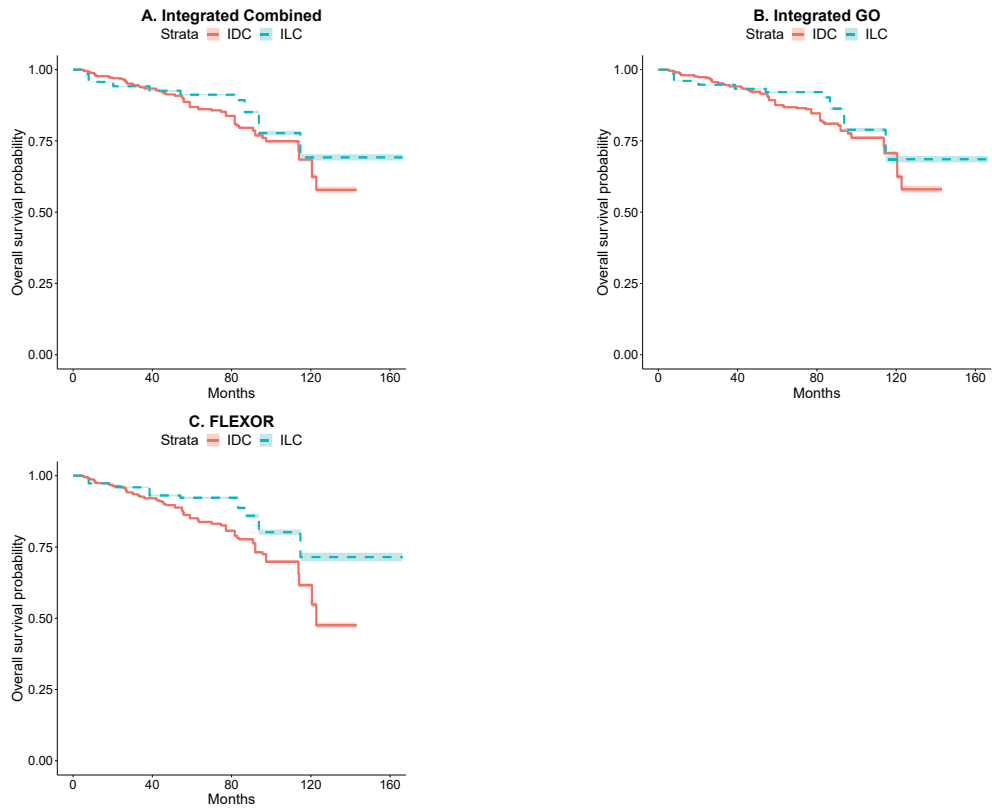 A. Integrated Combined
Strata IDC ILC
1.00
0.75
0.50
0.25
0.00
Overall survival probability
0 40 80 120 160
Months
B. Integrated GO
Strata IDC ILC
1.00
0.75
0.50
0.25
0.00
Overall survival probability
0 40 80 120 160
Months
C. FLEXOR
Strata IDC ILC
1.00
0.75
0.50
0.25
0.00
Overall survival probability
0 40 80 120 160
Months